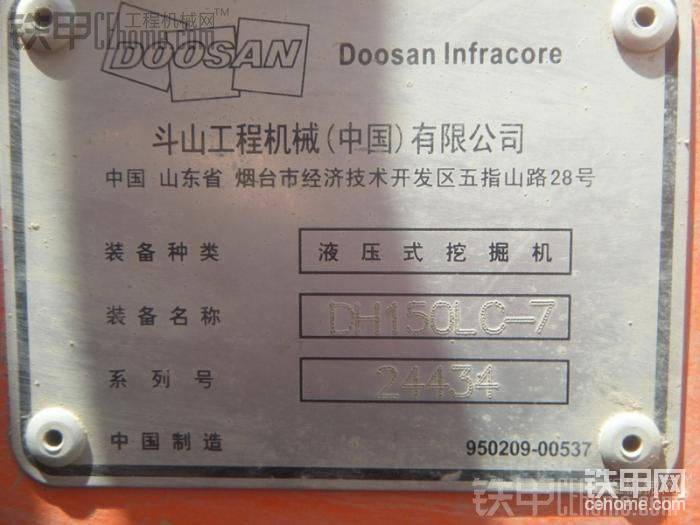 铁甲 工程机械网
cehome.com
DOOSAN Doosan Infracore
斗山工程机械(中国)有限公司
中国 山东省 烟台市经济技术开发区五指山路28号
装备种类 液压式挖掘机
装备名称 DH150LC-7
系列号 24434
中国制造 950209-00537
铁甲网
cehome.com